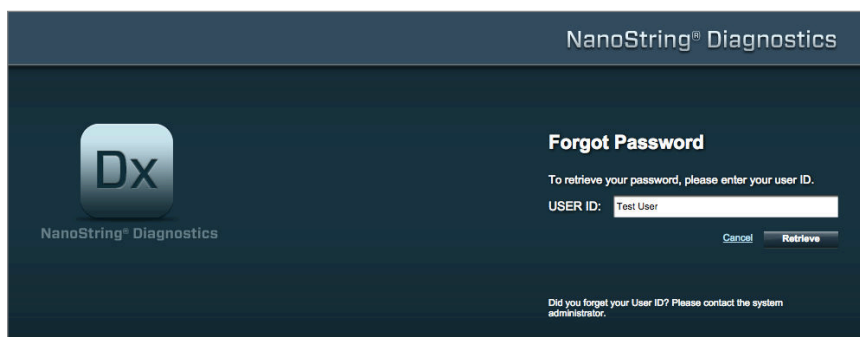 NanoString® Diagnostics
Dx
NanoString® Diagnostics
Forgot Password
To retrieve your password, please enter your user ID.
USER ID: Test User
Cancel Retrieve
Did you forget your User ID? Please contact the system
administrator.